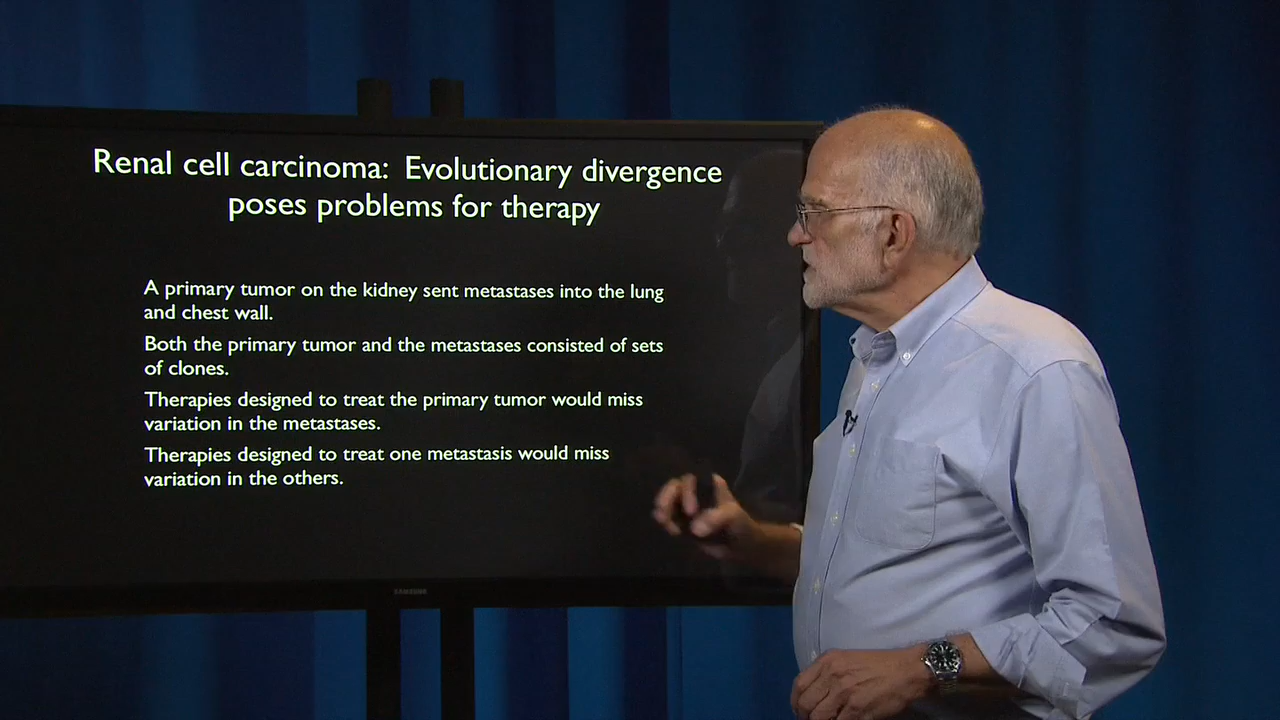 Renal cell carcinoma: Evolutionary divergence
poses problems for therapy
A primary tumor on the kidney sent metastases into the lung
and chest wall.
Both the primary tumor and the metastases consisted of sets
of clones.
Therapies designed to treat the primary tumor would miss
variation in the metastases.
Therapies designed to treat one metastasis would miss
variation in the others.
SAMSUNG